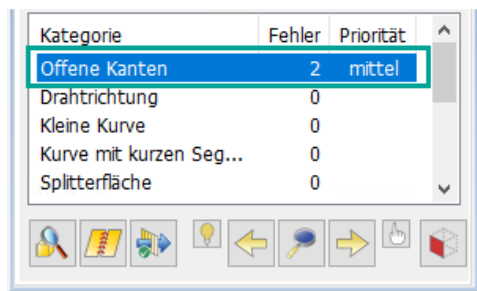 Kategorie Fehler Priorität
Offene Kanten 2 mittel
Drahtrichtung 0
Kleine Kurve 0
Kurve mit kurzen Seg... 0
Splitterfläche 0